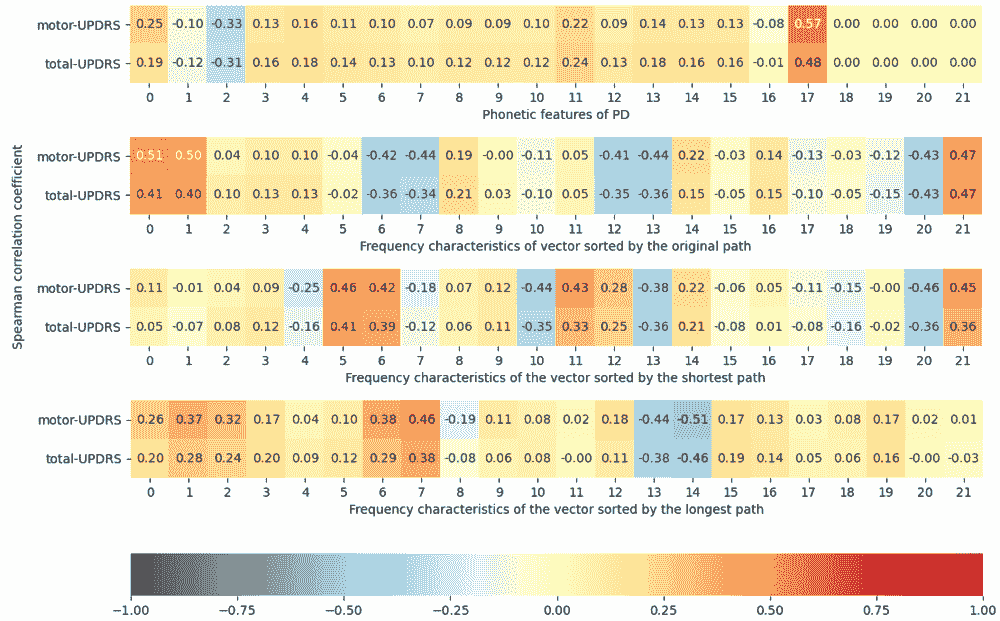 motor-UPDRS 0.25 -0.10 -0.33 0.13 0.16 0.11 0.10 0.07 0.09 0.09 0.10 0.22 0.09 0.14 0.13 0.13 -0.08 0.57 0.00 0.00 0.00 0.00
total-UPDRS 0.19 -0.12 -0.31 0.16 0.18 0.14 0.13 0.10 0.12 0.12 0.12 0.24 0.13 0.18 0.16 0.16 -0.01 0.48 0.00 0.00 0.00 0.00
0 1 2 3 4 5 6 7 8 9 10 11 12 13 14 15 16 17 18 19 20 21
Phonetic features of PD
Spearman correlation coefficient
motor-UPDRS 0.51 0.50 0.04 0.10 0.10 -0.04 -0.42 -0.44 0.19 -0.00 -0.11 0.05 -0.41 -0.44 0.22 -0.03 0.14 -0.13 -0.03 -0.12 -0.43 0.47
total-UPDRS 0.41 0.40 0.10 0.13 0.13 -0.02 -0.36 -0.34 0.21 0.03 -0.10 0.05 -0.35 -0.36 0.15 -0.05 0.15 -0.10 -0.05 -0.15 -0.43 0.47
0 1 2 3 4 5 6 7 8 9 10 11 12 13 14 15 16 17 18 19 20 21
Frequency characteristics of vector sorted by the original path
motor-UPDRS 0.11 -0.01 0.04 0.09 -0.25 0.46 0.42 -0.18 0.07 0.12 -0.44 0.43 0.28 -0.38 0.22 -0.06 0.05 -0.11 -0.15 -0.00 -0.46 0.45
total-UPDRS 0.05 -0.07 0.08 0.12 -0.16 0.41 0.39 -0.12 0.06 0.11 -0.35 0.33 0.25 -0.36 0.21 -0.08 0.01 -0.08 -0.16 -0.02 -0.36 0.36
0 1 2 3 4 5 6 7 8 9 10 11 12 13 14 15 16 17 18 19 20 21
Frequency characteristics of the vector sorted by the shortest path
motor-UPDRS 0.26 0.37 0.32 0.17 0.04 0.10 0.38 0.46 -0.19 0.11 0.08 0.02 0.18 -0.44 -0.51 0.17 0.13 0.03 0.08 0.17 0.02 0.01
total-UPDRS 0.20 0.28 0.24 0.20 0.09 0.12 0.29 0.38 -0.08 0.06 0.08 -0.00 0.11 -0.38 -0.46 0.19 0.14 0.05 0.06 0.16 -0.00 -0.03
0 1 2 3 4 5 6 7 8 9 10 11 12 13 14 15 16 17 18 19 20 21
Frequency characteristics of the vector sorted by the longest path
−1.00 −0.75 −0.50 −0.25 0.00 0.25 0.50 0.75 1.00